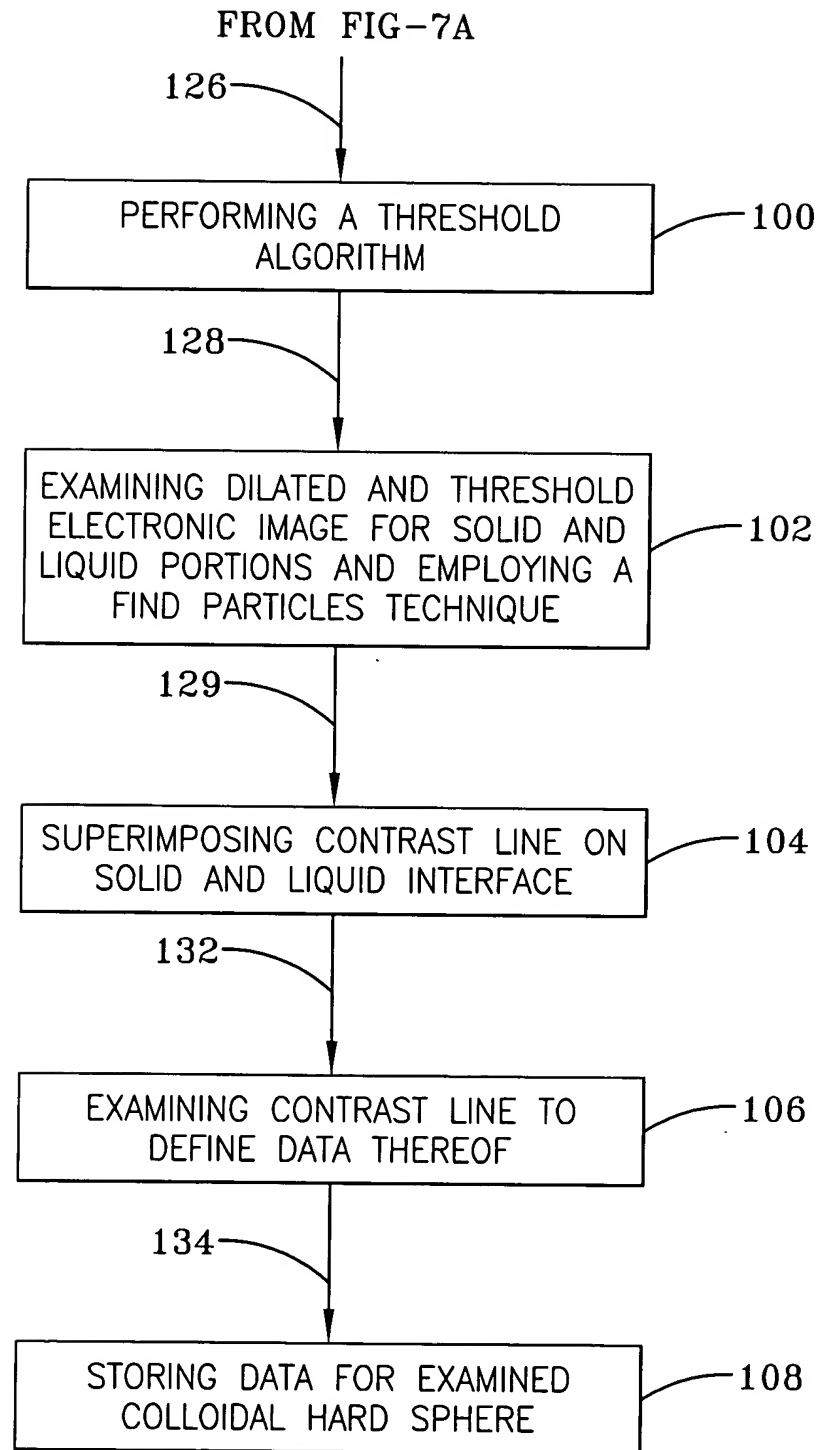 FROM FIG-7A
126
PERFORMING A THRESHOLD
ALGORITHM
100
128
EXAMINING DILATED AND THRESHOLD
ELECTRONIC IMAGE FOR SOLID AND
LIQUID PORTIONS AND EMPLOYING A
FIND PARTICLES TECHNIQUE
102
129
SUPERIMPOSING CONTRAST LINE ON
SOLID AND LIQUID INTERFACE
104
132
EXAMINING CONTRAST LINE TO
DEFINE DATA THEREOF
106
134
STORING DATA FOR EXAMINED
COLLOIDAL HARD SPHERE
108